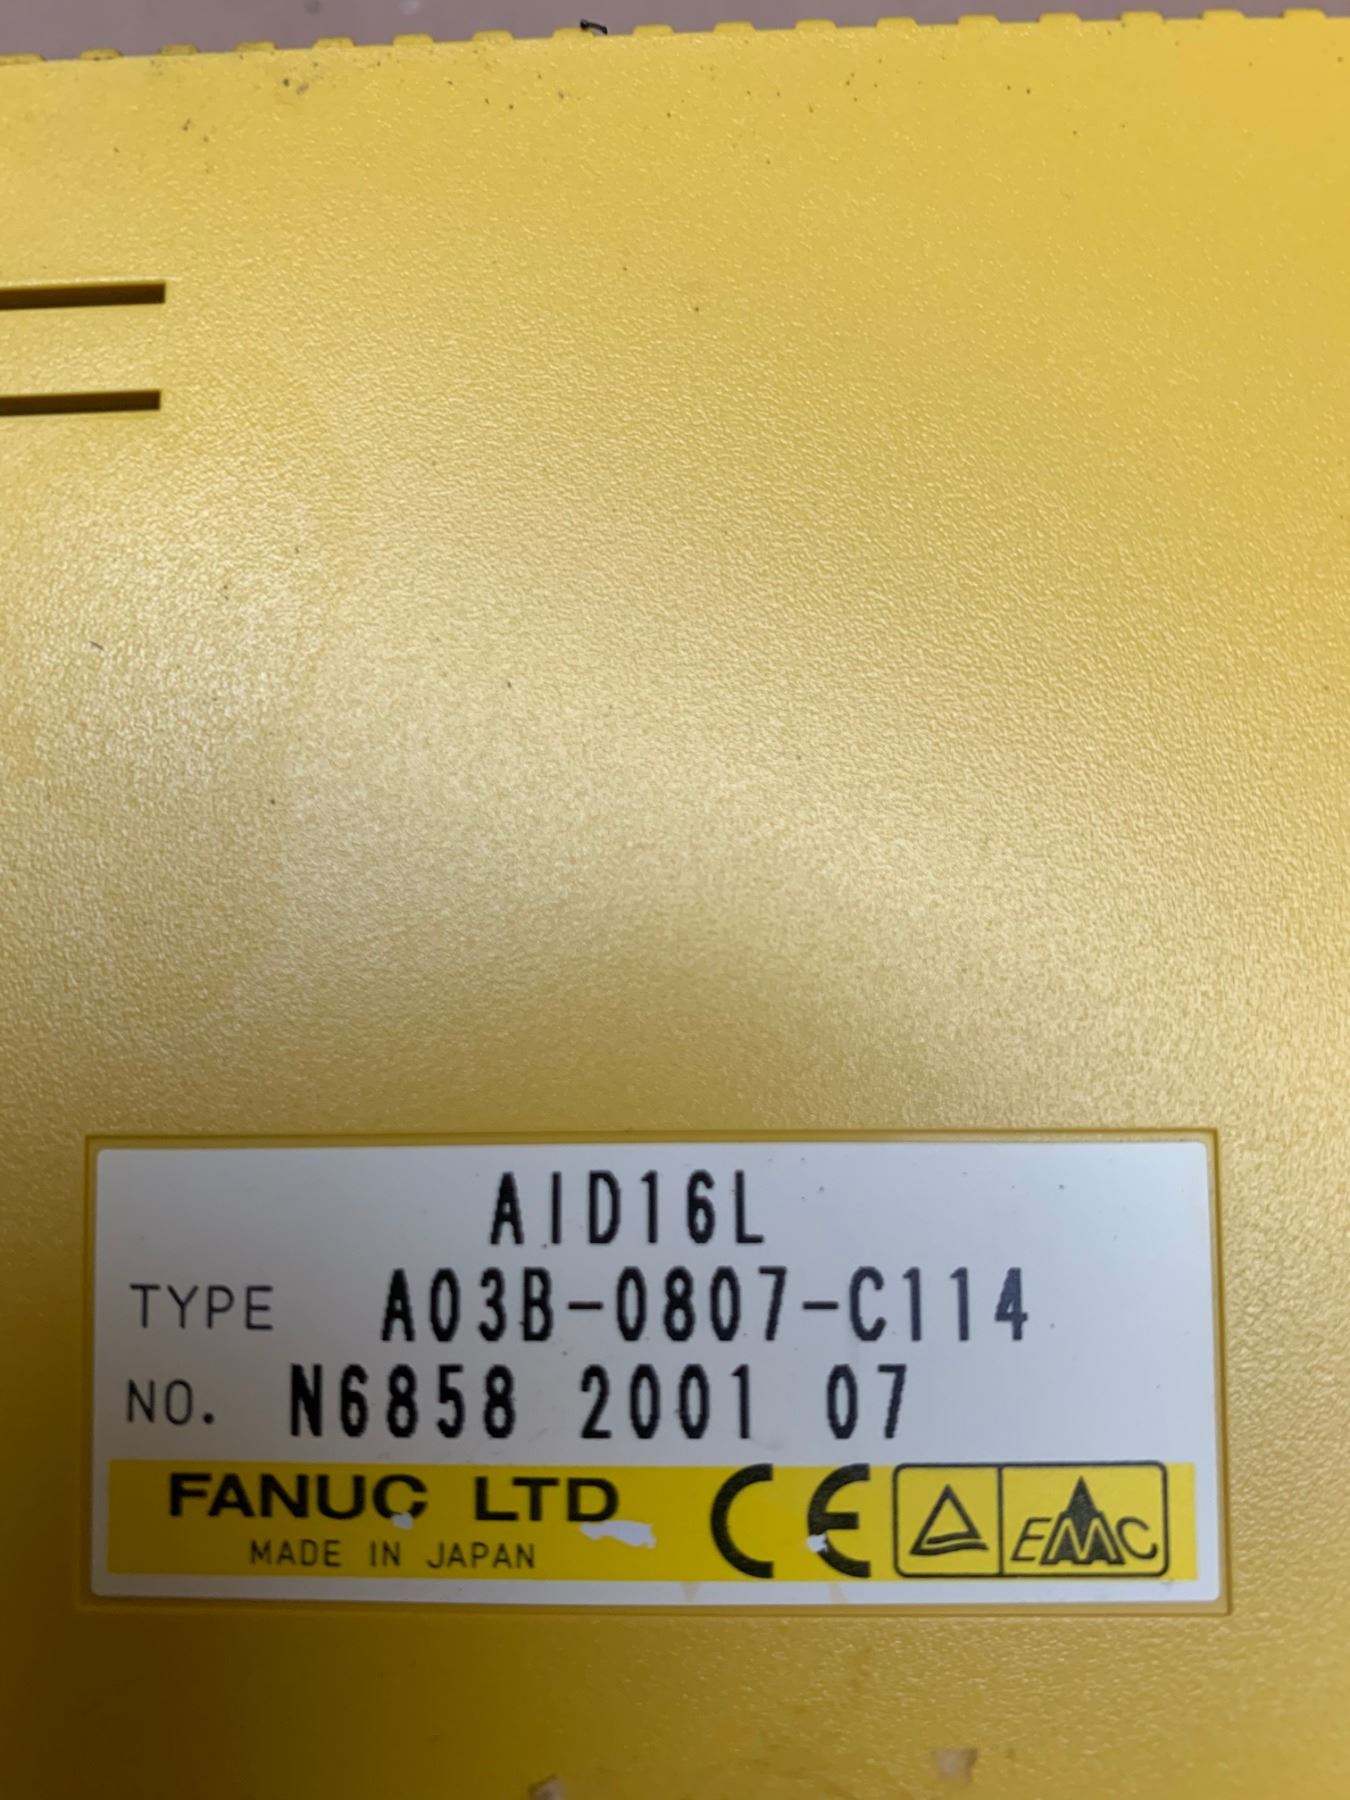 AID16L
TYPE A03B-0807-C114
NO. N6858 2001 07
FANUC LTD CE EMC
MADE IN JAPAN